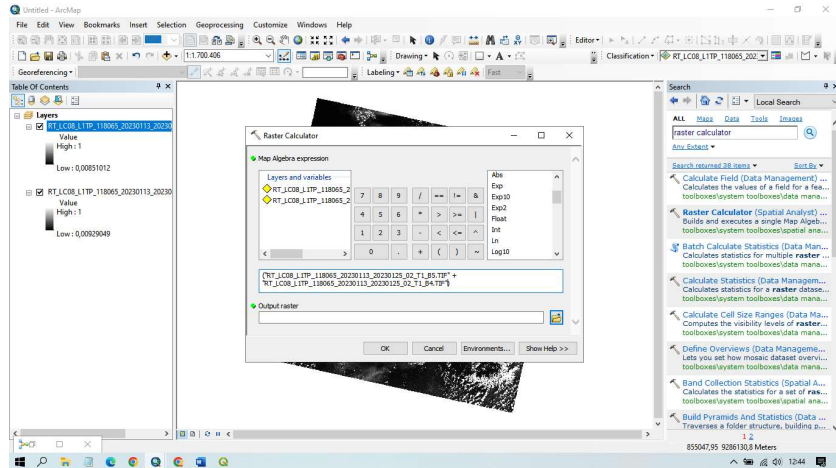 Untitled - ArcMap
File Edit View Bookmarks Insert Selection Geoprocessing Customize Windows Help
1:1.700.406
Drawing
Editor
Classification
RT_LC08_L1TP_118065_202
Georeferencing
Labeling
Fast
Table Of Contents
Layers
RT_LC08_L1TP_118065_20230113_20230
Value
High : 1
Low : 0,00851012
RT_LC08_L1TP_118065_20230113_20230
Value
High : 1
Low : 0,00929049
Raster Calculator
Map Algebra expression
Layers and variables
RT_LC08_L1TP_118065_2
RT_LC08_L1TP_118065_2
7 8 9 / == != &
4 5 6 * > >= |
1 2 3 - < <= ^
0 . + ( ) ~
Abs
Exp
Exp10
Exp2
Float
Int
Ln
Log10
("RT_LC08_L1TP_118065_20230113_20230125_02_T1_B5.TIF" +
"RT_LC08_L1TP_118065_20230113_20230125_02_T1_B4.TIF")
Output raster
OK Cancel Environments... Show Help >>
Search
Local Search
ALL Maps Data Tools Images
raster calculator
Any Extent
Search returned 38 items Sort By
Calculate Field (Data Management) ...
Calculates the values of a field for a fea...
toolboxes\system toolboxes\data mana...
Raster Calculator (Spatial Analyst) ...
Builds and executes a single Map Algeb...
toolboxes\system toolboxes\spatial ana...
Batch Calculate Statistics (Data Man...
Calculates statistics for multiple raster ...
toolboxes\system toolboxes\data mana...
Calculate Statistics (Data Managem...
Calculates statistics for a raster datase...
toolboxes\system toolboxes\data mana...
Calculate Cell Size Ranges (Data Ma...
Computes the visibility levels of raster...
toolboxes\system toolboxes\data mana...
Define Overviews (Data Manageme...
Lets you set how mosaic dataset overvi...
toolboxes\system toolboxes\data mana...
Band Collection Statistics (Spatial A...
Calculates the statistics for a set of ras...
toolboxes\system toolboxes\spatial ana...
Build Pyramids And Statistics (Data ...
Traverses a folder structure, building p...
toolboxes\system toolboxes\data mana...
1 2
855047,95 9286130,8 Meters
12:44